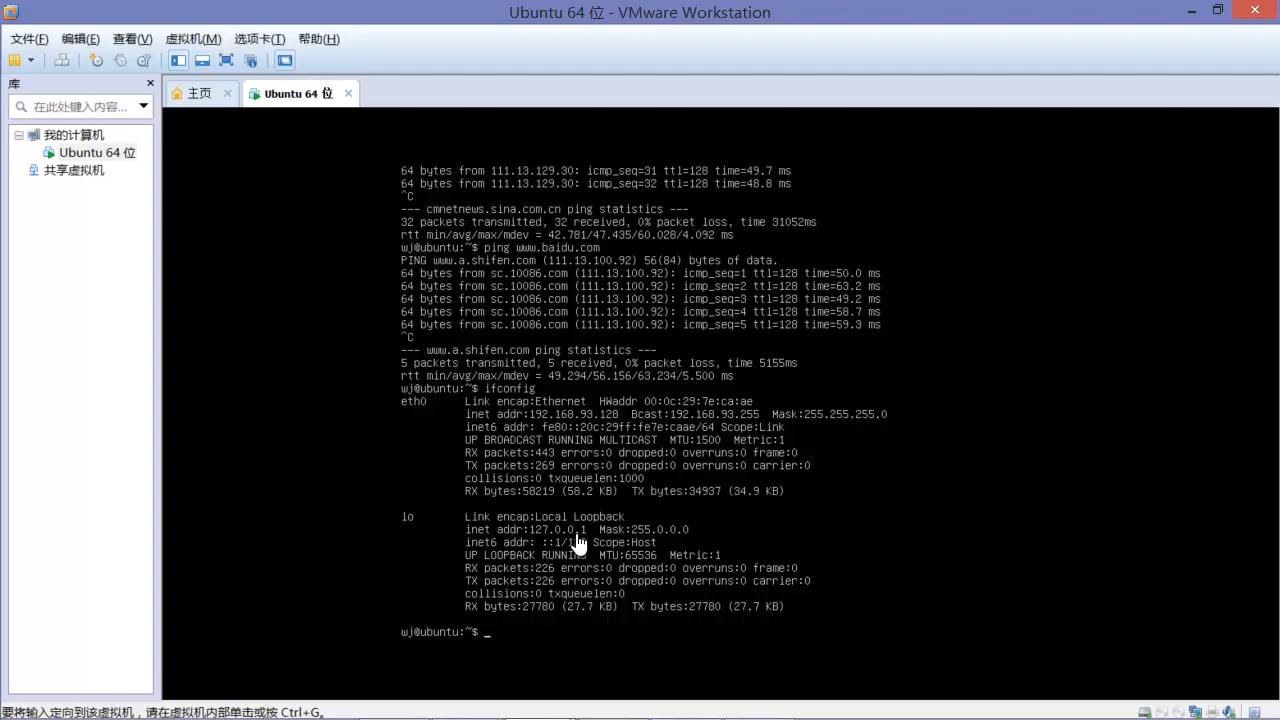 Ubuntu 64 位 - VMware Workstation
文件(F) 编辑(E) 查看(V) 虚拟机(M) 选项卡(T) 帮助(H)
库
主页
Ubuntu 64 位
在此处键入内容...
我的计算机
Ubuntu 64 位
共享虚拟机
64 bytes from 111.13.129.30: icmp_seq=31 ttl=128 time=49.7 ms
64 bytes from 111.13.129.30: icmp_seq=32 ttl=128 time=48.8 ms
^C
--- cmnetnews.sina.com.cn ping statistics ---
32 packets transmitted, 32 received, 0% packet loss, time 31052ms
rtt min/avg/max/mdev = 42.781/47.435/60.028/4.092 ms
wj@ubuntu:~$ ping www.baidu.com
PING www.a.shifen.com (111.13.100.92) 56(84) bytes of data.
64 bytes from sc.10086.com (111.13.100.92): icmp_seq=1 ttl=128 time=50.0 ms
64 bytes from sc.10086.com (111.13.100.92): icmp_seq=2 ttl=128 time=63.2 ms
64 bytes from sc.10086.com (111.13.100.92): icmp_seq=3 ttl=128 time=49.2 ms
64 bytes from sc.10086.com (111.13.100.92): icmp_seq=4 ttl=128 time=58.7 ms
64 bytes from sc.10086.com (111.13.100.92): icmp_seq=5 ttl=128 time=59.3 ms
^C
--- www.a.shifen.com ping statistics ---
5 packets transmitted, 5 received, 0% packet loss, time 5155ms
rtt min/avg/max/mdev = 49.294/56.156/63.234/5.500 ms
wj@ubuntu:~$ ifconfig
eth0 Link encap:Ethernet HWaddr 00:0c:29:7e:ca:ae
inet addr:192.168.93.128 Bcast:192.168.93.255 Mask:255.255.255.0
inet6 addr: fe80::20c:29ff:fe7e:caae/64 Scope:Link
UP BROADCAST RUNNING MULTICAST MTU:1500 Metric:1
RX packets:443 errors:0 dropped:0 overruns:0 frame:0
TX packets:269 errors:0 dropped:0 overruns:0 carrier:0
collisions:0 txqueuelen:1000
RX bytes:58219 (58.2 KB) TX bytes:34937 (34.9 KB)
lo Link encap:Local Loopback
inet addr:127.0.0.1 Mask:255.0.0.0
inet6 addr: Scope:Host
UP LOOPBACK RUNNING MTU:65536 Metric:1
RX packets:226 errors:0 dropped:0 overruns:0 frame:0
TX packets:226 errors:0 dropped:0 overruns:0 carrier:0
collisions:0 txqueuelen:0
RX bytes:27780 (27.7 KB) TX bytes:27780 (27.7 KB)
wj@ubuntu:~$ _
要将输入定向到该虚拟机，请在虚拟机内部单击或按 Ctrl+G。